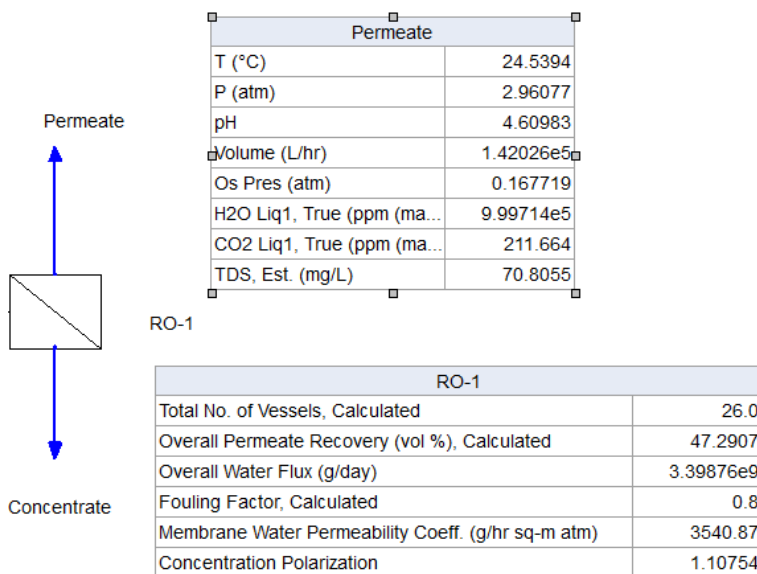 Permeate
T (°C) 24.5394
P (atm) 2.96077
pH 4.60983
Volume (L/hr) 1.42026e5
Os Pres (atm) 0.167719
H2O Liq1, True (ppm (ma... 9.99714e5
CO2 Liq1, True (ppm (ma... 211.664
TDS, Est. (mg/L) 70.8055
Permeate
RO-1
Concentrate
RO-1
Total No. of Vessels, Calculated 26.0
Overall Permeate Recovery (vol %), Calculated 47.2907
Overall Water Flux (g/day) 3.39876e9
Fouling Factor, Calculated 0.8
Membrane Water Permeability Coeff. (g/hr sq-m atm) 3540.87
Concentration Polarization 1.10754